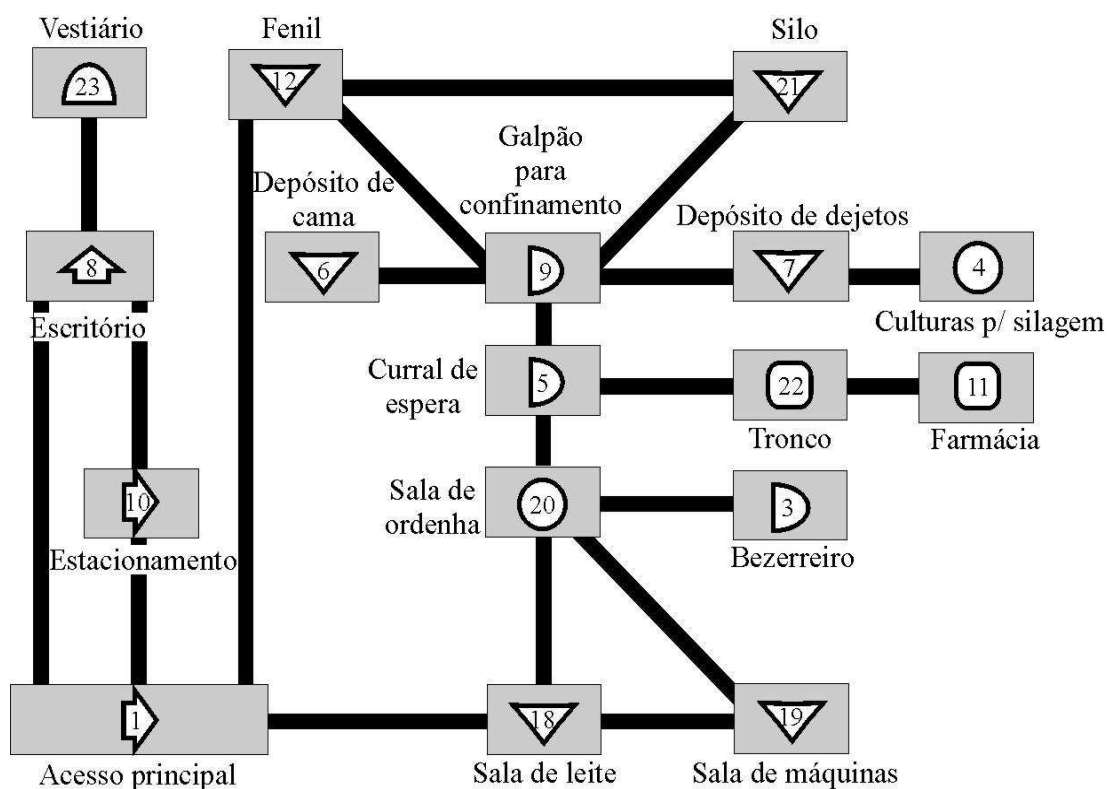 Vestiário
Fenil
Silo
23
12
21
Galpão
para
confinamento
Depósito de
cama
Depósito de dejetos
8
6
9
7
4
Escritório
Culturas p/ silagem
Curral de
espera
5
22
11
Tronco
Farmácia
10
Sala de
ordenha
20
3
Estacionamento
Bezerreiro
1
18
19
Acesso principal
Sala de leite
Sala de máquinas